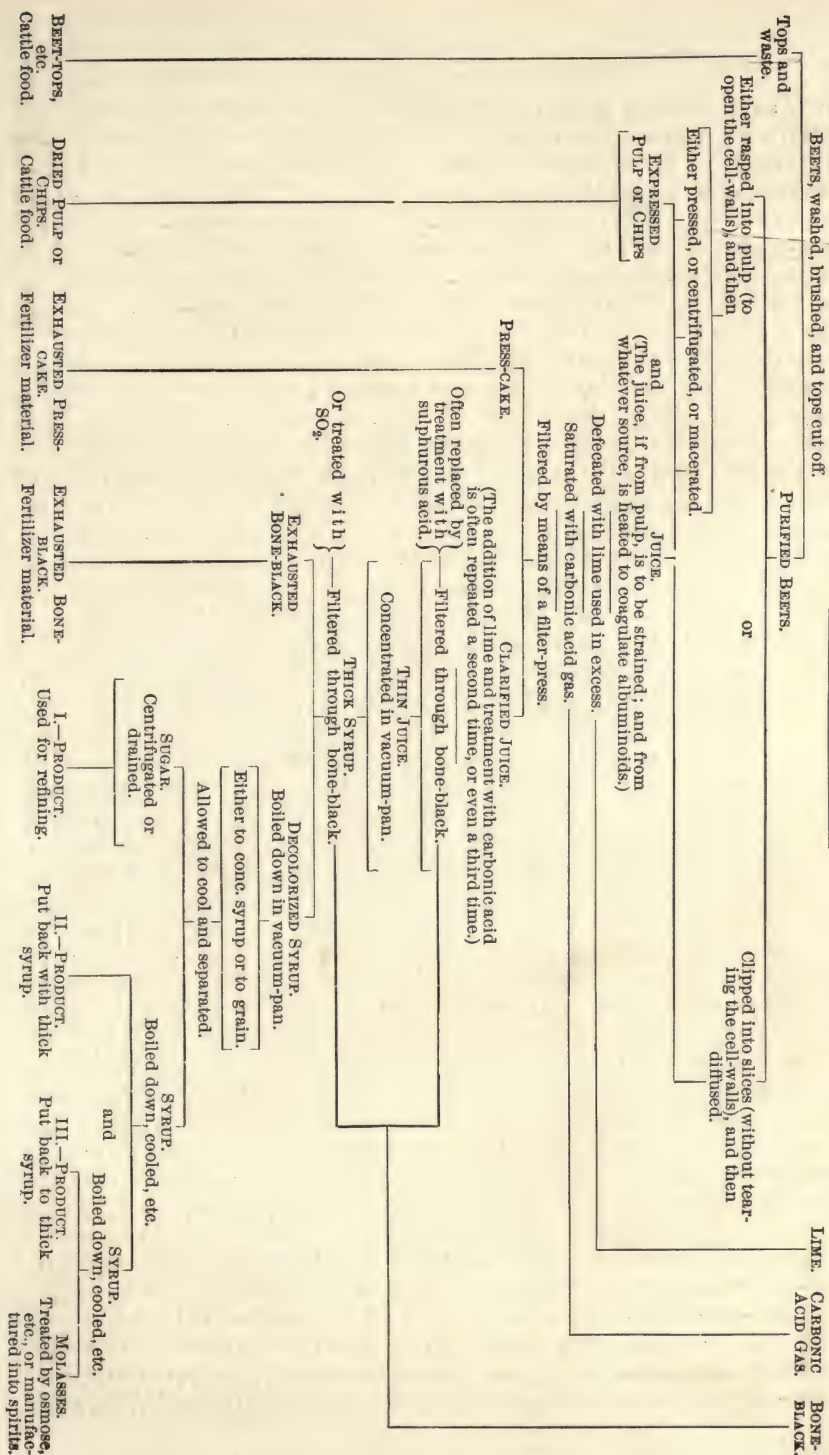 BEETS, washed, brushed, and tops cut off.
LIME.
CARBONIC
ACID GAS.
BONE-
BLACK.
Tops and
waste.
PURIFIED BEETS.
Either rasped into pulp (to
open the cell-walls), and then
or
Clipped into slices (without tear-
ing the cell-walls), and then
diffused.
Either pressed, or centrifugated, or macerated.
EXPRESSED
PULP OR CHIPS
and
JUICE.
(The juice, if from pulp, is to be strained; and from
whatever source, is heated to coagulate albuminoids.)
Defecated with lime used in excess.
Saturated with carbonic acid gas.
Filtered by means of a filter-press.
PRESS-CAKE.
CLARIFIED JUICE.
(The addition of lime and treatment with carbonic acid
is often repeated a second time, or even a third time.)
Often replaced by
treatment with
sulphurous acid.
Filtered through bone-black.
THIN JUICE.
Concentrated in vacuum-pan.
THICK SYRUP.
Or treated with
SO₂.
Filtered through bone-black.
EXHAUSTED
BONE-BLACK.
DECOLORIZED SYRUP.
Boiled down in vacuum-pan.
Either to conc. syrup or to grain.
Allowed to cool and separated.
SUGAR.
Centrifugated or
drained.
SYRUP.
Boiled down, cooled, etc.
and
SYRUP.
Boiled down, cooled, etc.
BEET-TOPS,
etc.
Cattle food.
DRIED PULP OR
CHIPS.
Cattle food.
EXHAUSTED PRESS-
CAKE.
Fertilizer material.
EXHAUSTED BONE-
BLACK.
Fertilizer material.
I.—PRODUCT.
Used for refining.
II.—PRODUCT.
Put back with thick
syrup.
III.—PRODUCT.
Put back to thick
syrup.
MOLASSES.
Treated by osmose,
etc., or manufac-
tured into spirits.